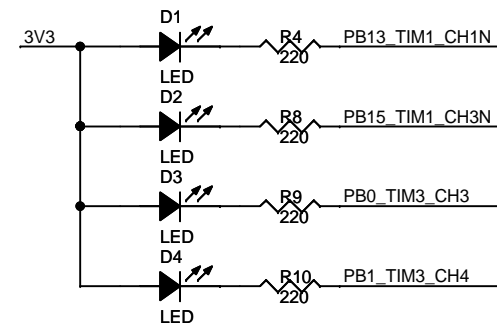 D1
3V3
R4
PB13_TIM1_CH1N
220
LED
D2
R8
PB15_TIM1_CH3N
220
LED
D3
R9
PB0_TIM3_CH3
220
LED
D4
R10
PB1_TIM3_CH4
220
LED